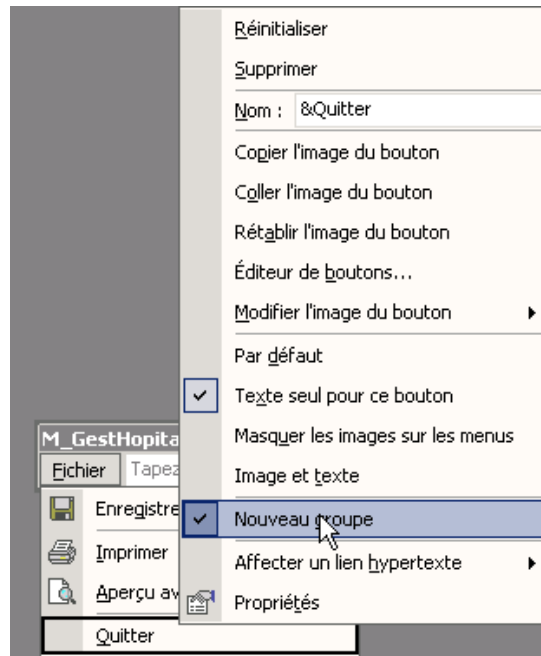 Réinitialiser
Supprimer
Nom : &Quitter
Copier l'image du bouton
Coller l'image du bouton
Rétablir l'image du bouton
Éditeur de boutons...
Modifier l'image du bouton
Par défaut
Texte seul pour ce bouton
Masquer les images sur les menus
Image et texte
Nouveau groupe
Affecter un lien hypertexte
Propriétés
M_GestHopita
Fichier Tapez
Enregistre
Imprimer
Aperçu av
Quitter